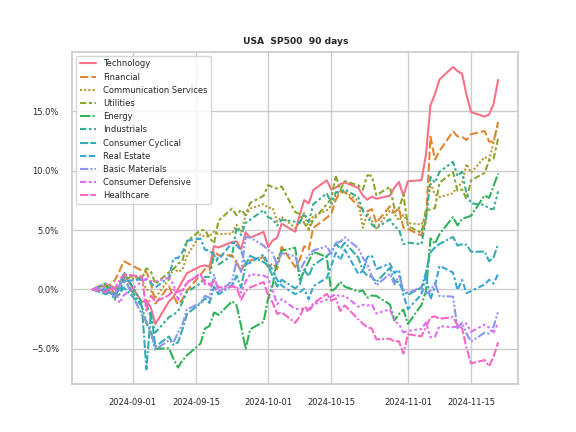 USA SP500 90 days
Technology
Financial
Communication Services
Utilities
Energy
Industrials
Consumer Cyclical
Real Estate
Basic Materials
Consumer Defensive
Healthcare
15.0%
10.0%
5.0%
0.0%
−5.0%
2024-09-01 2024-09-15 2024-10-01 2024-10-15 2024-11-01 2024-11-15